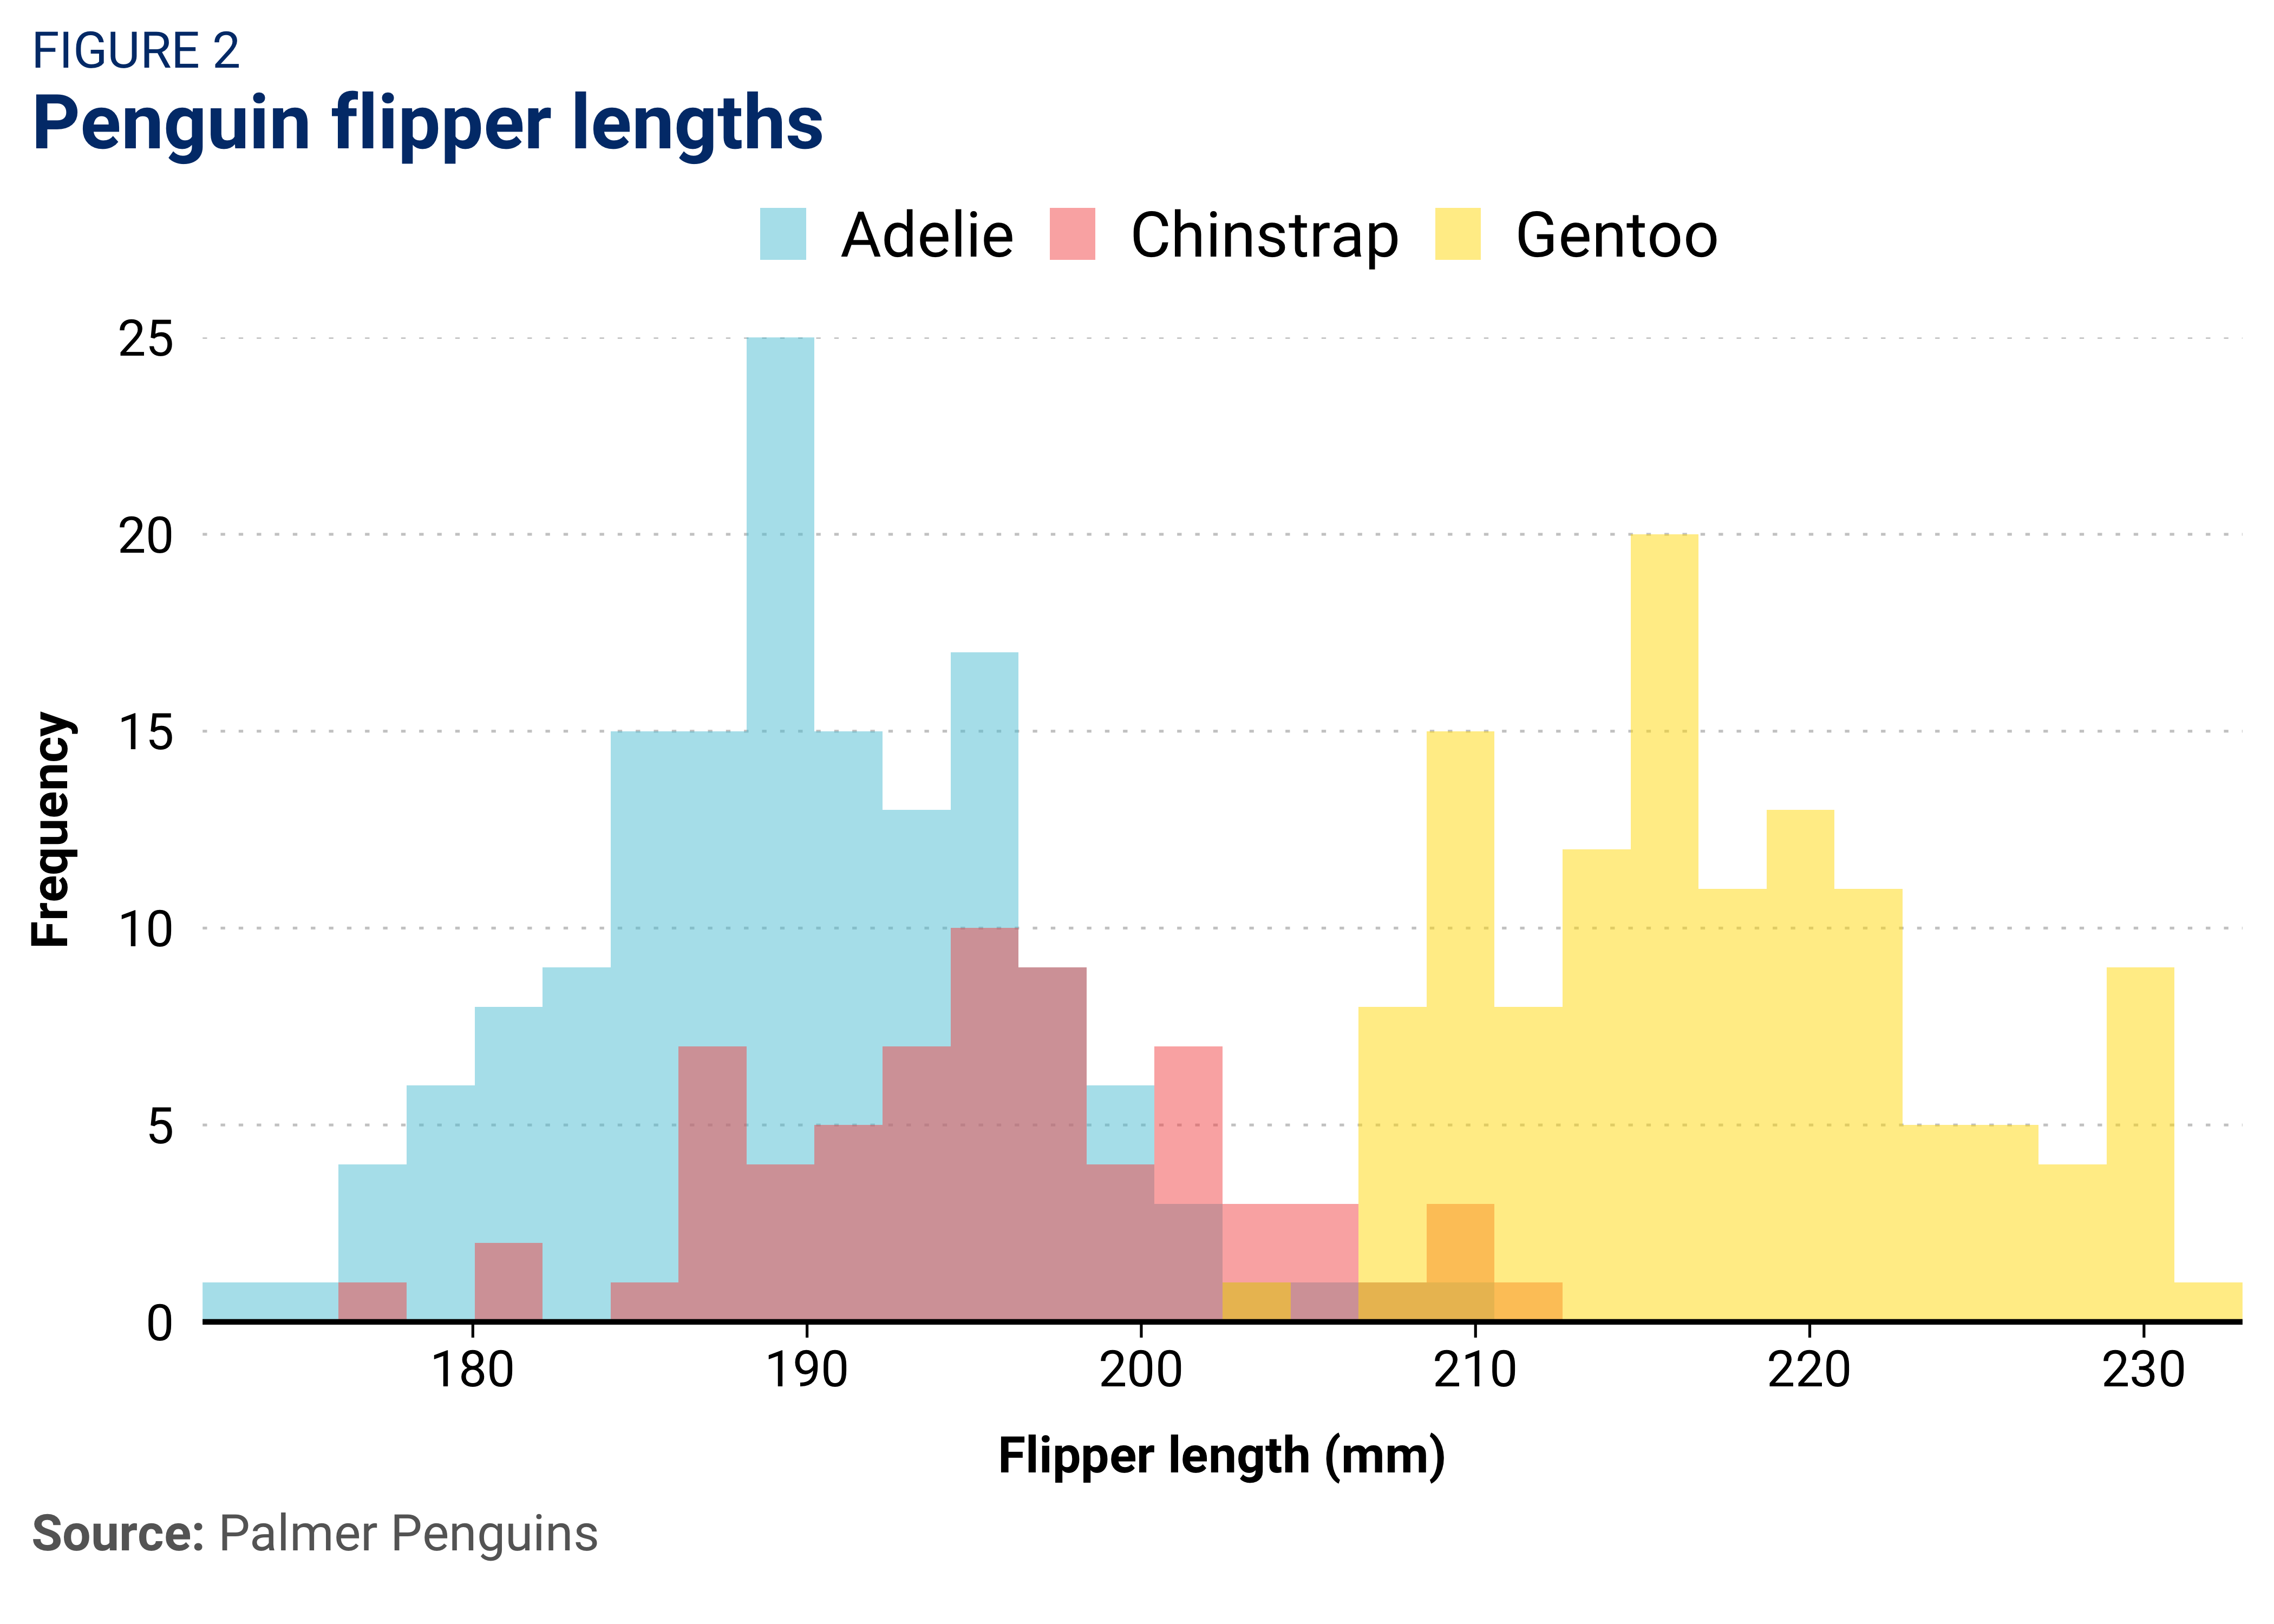 FIGURE 2
Penguin flipper lengths
Adelie Chinstrap Gentoo
25
20
15
10
5
0
Frequency
180 190 200 210 220 230
Flipper length (mm)
Source: Palmer Penguins